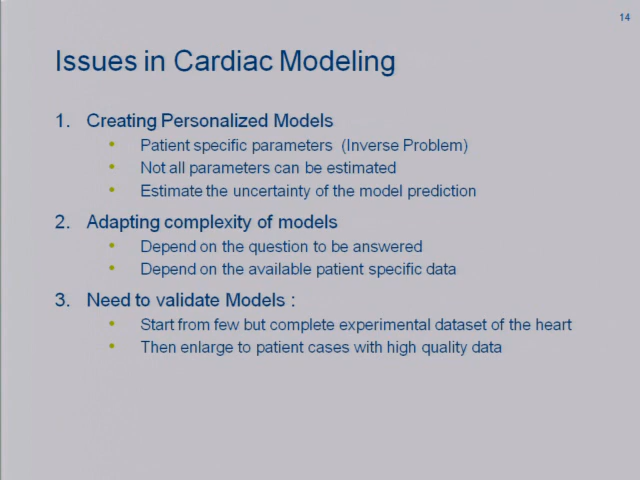 14
Issues in Cardiac Modeling
1. Creating Personalized Models
• Patient specific parameters (Inverse Problem)
• Not all parameters can be estimated
• Estimate the uncertainty of the model prediction
2. Adapting complexity of models
• Depend on the question to be answered
• Depend on the available patient specific data
3. Need to validate Models :
• Start from few but complete experimental dataset of the heart
• Then enlarge to patient cases with high quality data